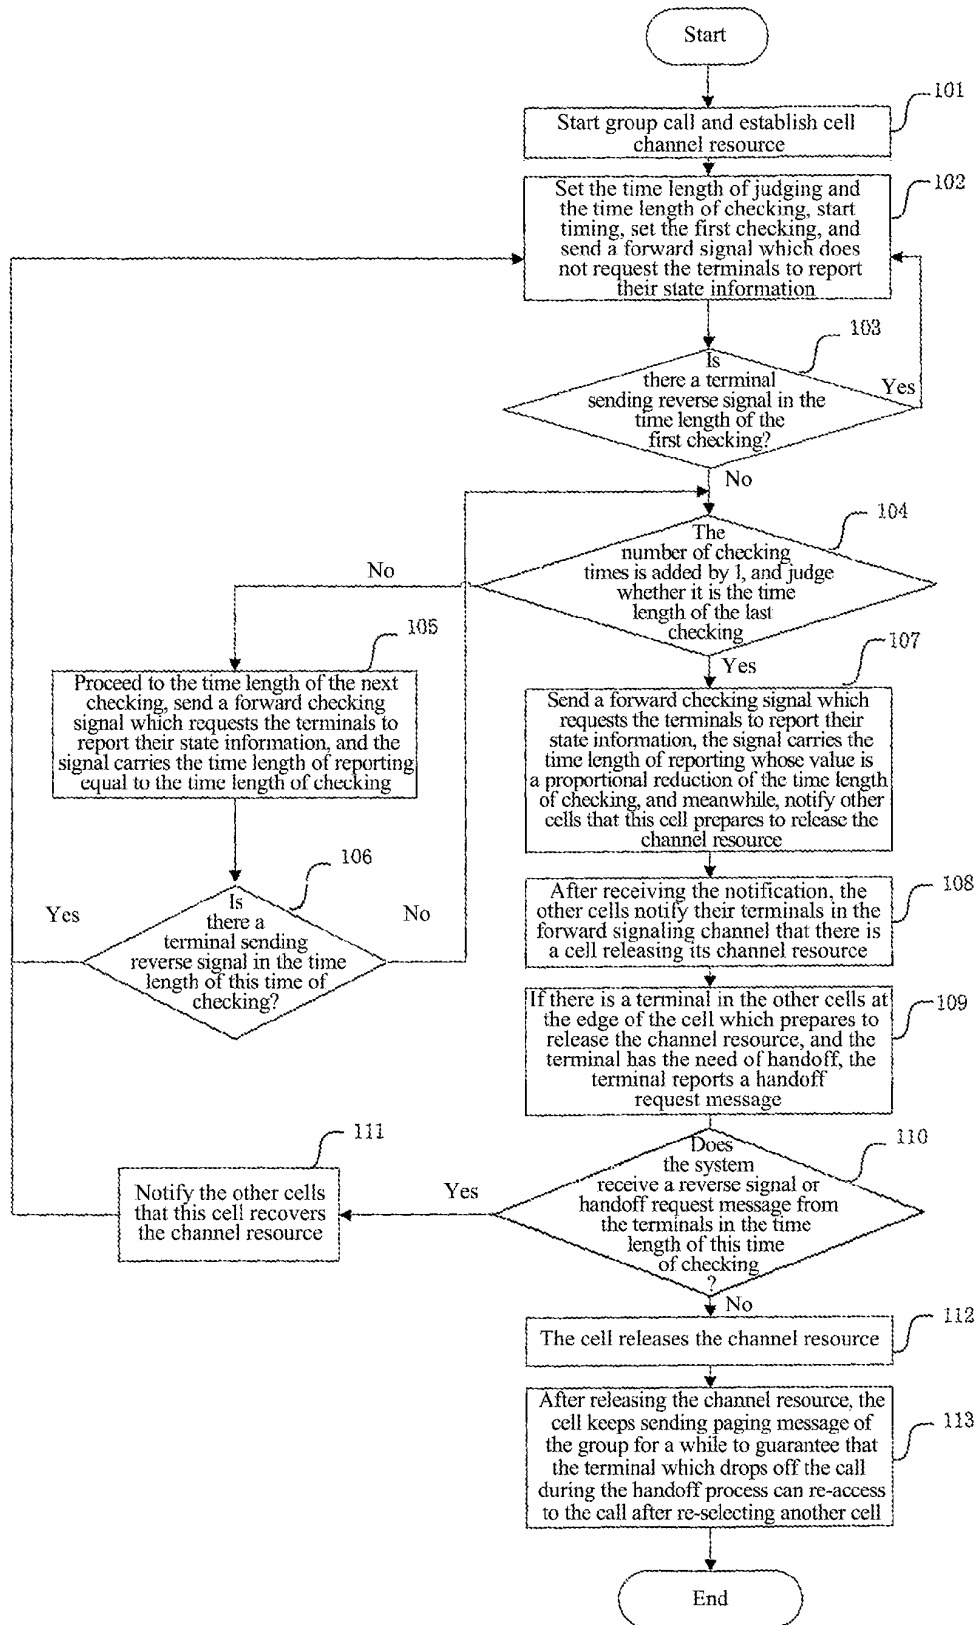 Start
101
Start group call and establish cell
channel resource
102
Set the time length of judging and
the time length of checking, start
timing, set the first checking, and
send a forward signal which does
not request the terminals to report
their state information
103
Is
there a terminal
sending reverse signal in the
time length of the
first checking?
Yes
No
104
The
number of checking
times is added by 1, and judge
whether it is the time
length of the last
checking
No
Yes
105
Proceed to the time length of the next
checking, send a forward checking
signal which requests the terminals to
report their state information, and the
signal carries the time length of reporting
equal to the time length of checking
106
Is
there a
terminal sending
reverse signal in the time
length of this time of
checking?
Yes
No
107
Send a forward checking signal which
requests the terminals to report their
state information, the signal carries the
time length of reporting whose value is
a proportional reduction of the time length
of checking, and meanwhile, notify other
cells that this cell prepares to release the
channel resource
108
After receiving the notification, the
other cells notify their terminals in the
forward signaling channel that there is
a cell releasing its channel resource
109
If there is a terminal in the other cells at
the edge of the cell which prepares to
release the channel resource, and the
terminal has the need of handoff, the
terminal reports a handoff
request message
110
Does
the system
receive a reverse signal or
handoff request message from
the terminals in the time
length of this time
of checking
?
Yes
No
111
Notify the other cells
that this cell recovers
the channel resource
112
The cell releases the channel resource
113
After releasing the channel resource, the
cell keeps sending paging message of
the group for a while to guarantee that
the terminal which drops off the call
during the handoff process can re-access
to the call after re-selecting another cell
End